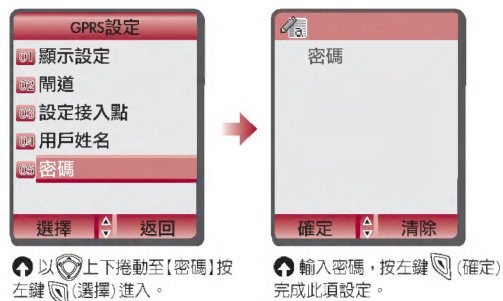 GPRS設定
01 顯示設定
02 閘道
03 設定接入點
04 用戶姓名
05 密碼
選擇 返回
以上下捲動至【密碼】按
左鍵(選擇)進入。
a
密碼
確定 清除
輸入密碼，按左鍵(確定)
完成此項設定。